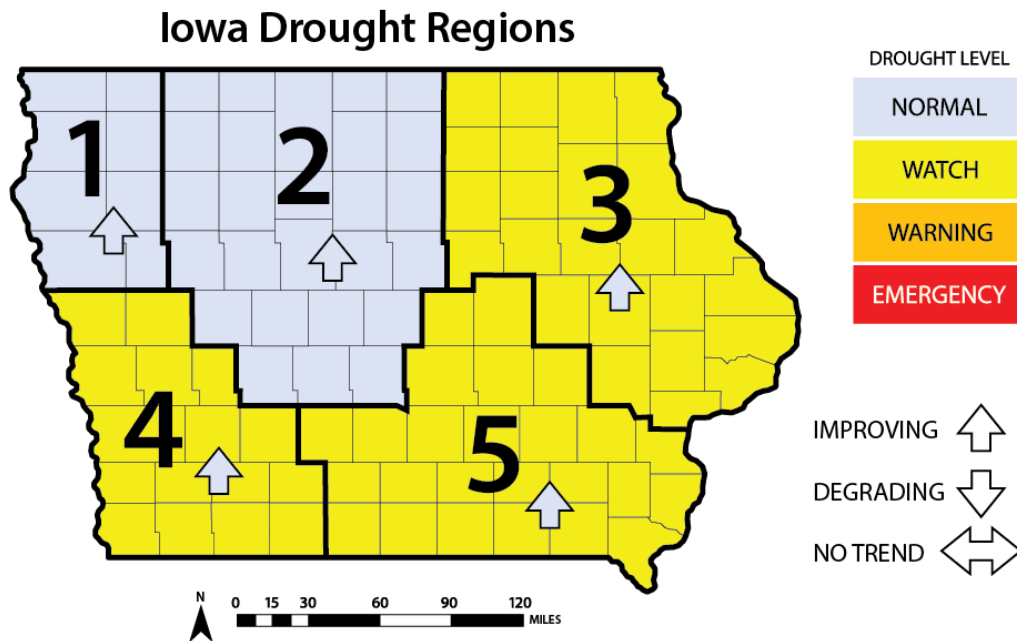 Iowa Drought Regions
DROUGHT LEVEL
NORMAL
WATCH
WARNING
EMERGENCY
1
2
3
4
5
IMPROVING
DEGRADING
NO TREND
N
0 15 30 60 90 120
MILES